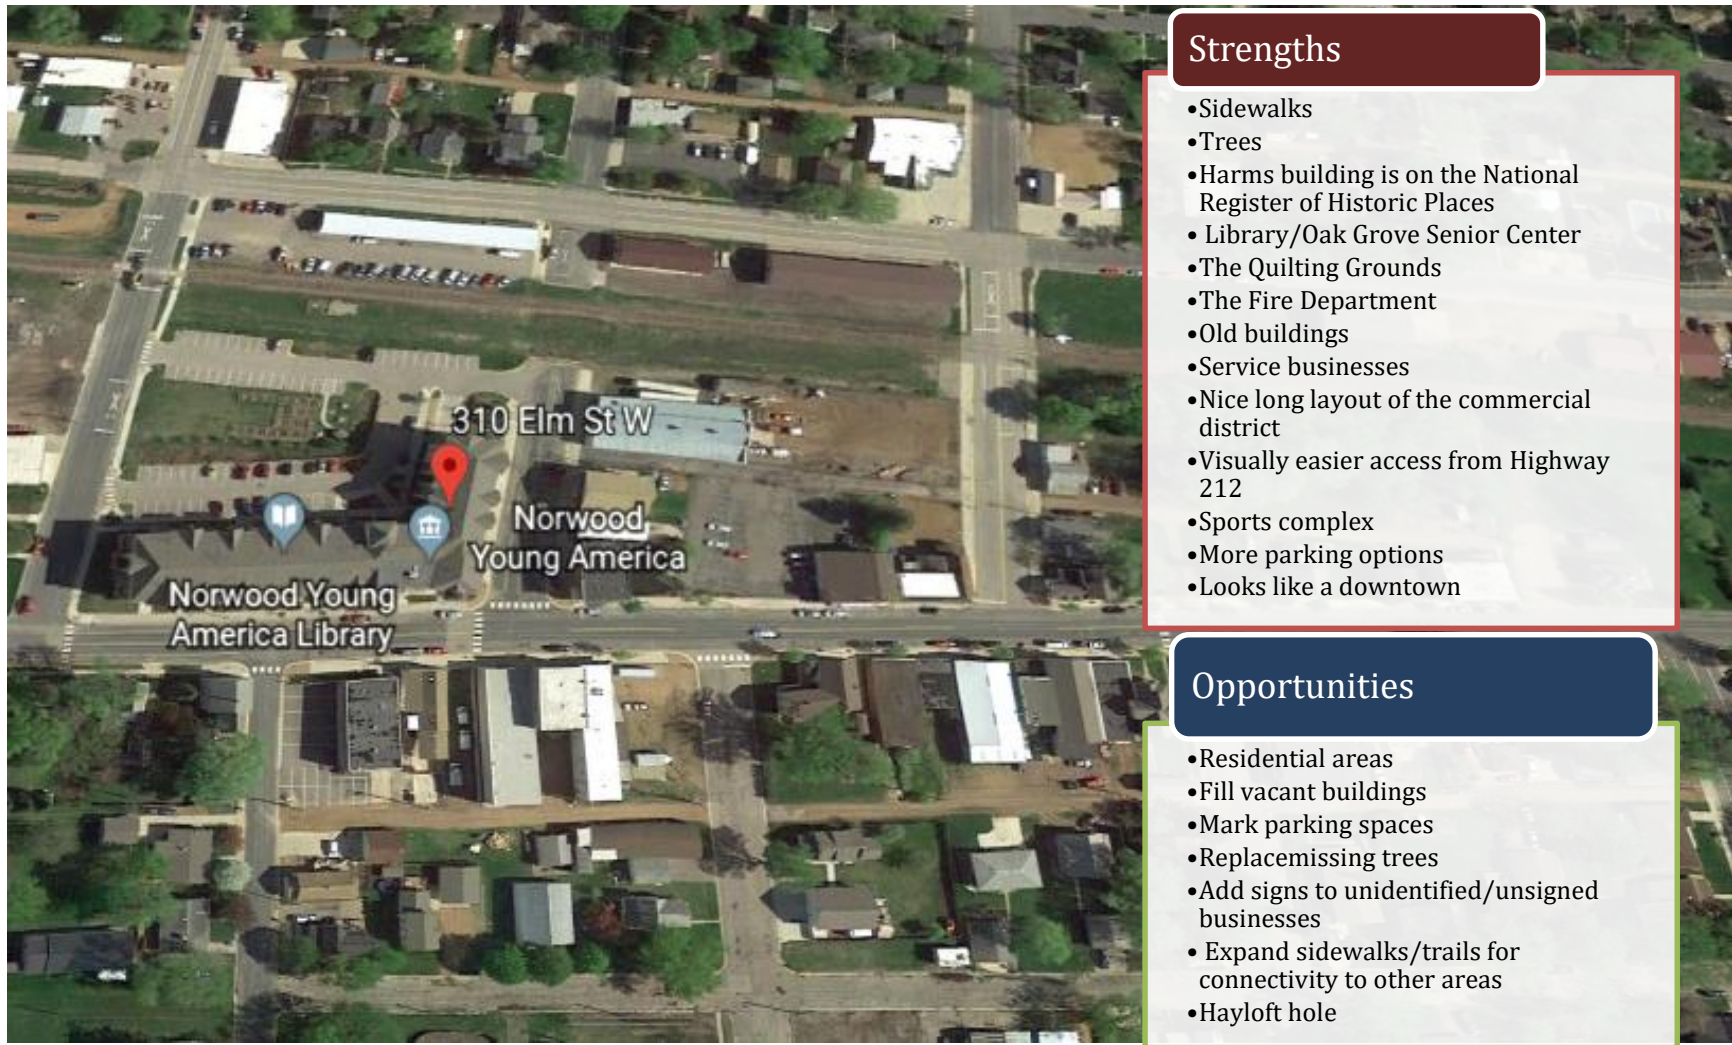 310 Elm St W
Norwood
Young America
Norwood Young
America Library
Strengths
•Sidewalks
•Trees
•Harms building is on the National
Register of Historic Places
• Library/Oak Grove Senior Center
•The Quilting Grounds
•The Fire Department
•Old buildings
•Service businesses
•Nice long layout of the commercial
district
•Visually easier access from Highway
212
•Sports complex
•More parking options
•Looks like a downtown
Opportunities
•Residential areas
•Fill vacant buildings
•Mark parking spaces
•Replacemissing trees
•Add signs to unidentified/unsigned
businesses
• Expand sidewalks/trails for
connectivity to other areas
•Hayloft hole